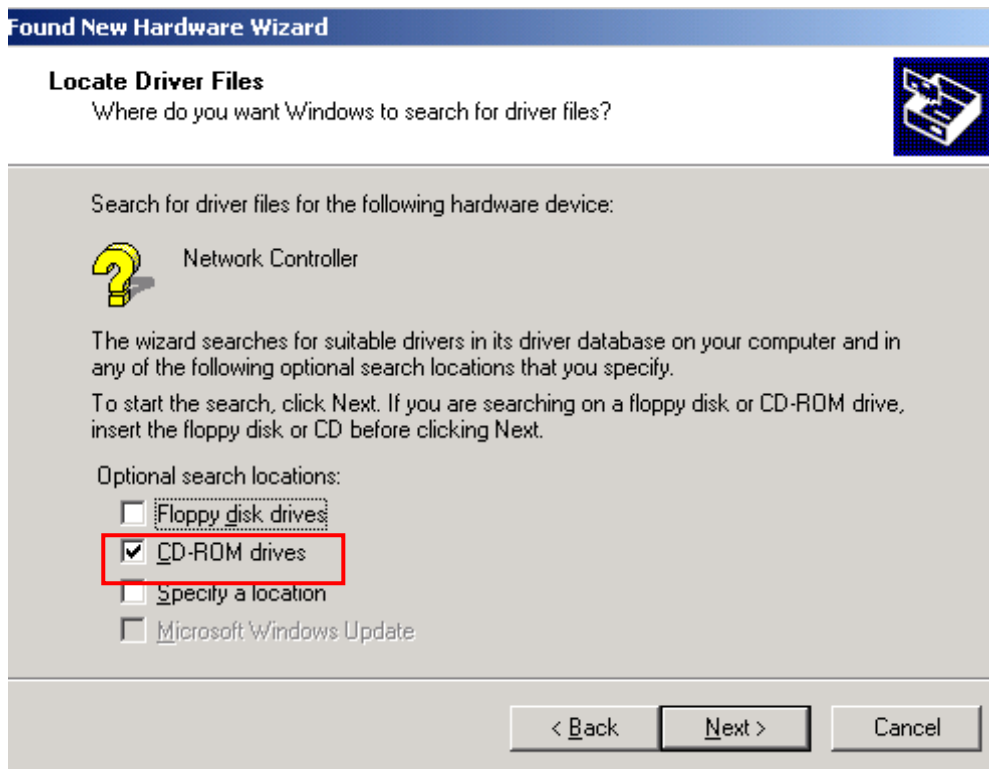 Found New Hardware Wizard
Locate Driver Files
Where do you want Windows to search for driver files?
Search for driver files for the following hardware device:
Network Controller
The wizard searches for suitable drivers in its driver database on your computer and in
any of the following optional search locations that you specify.
To start the search, click Next. If you are searching on a floppy disk or CD-ROM drive,
insert the floppy disk or CD before clicking Next.
Optional search locations:
Floppy disk drives
CD-ROM drives
Specify a location
Microsoft Windows Update
< Back Next > Cancel